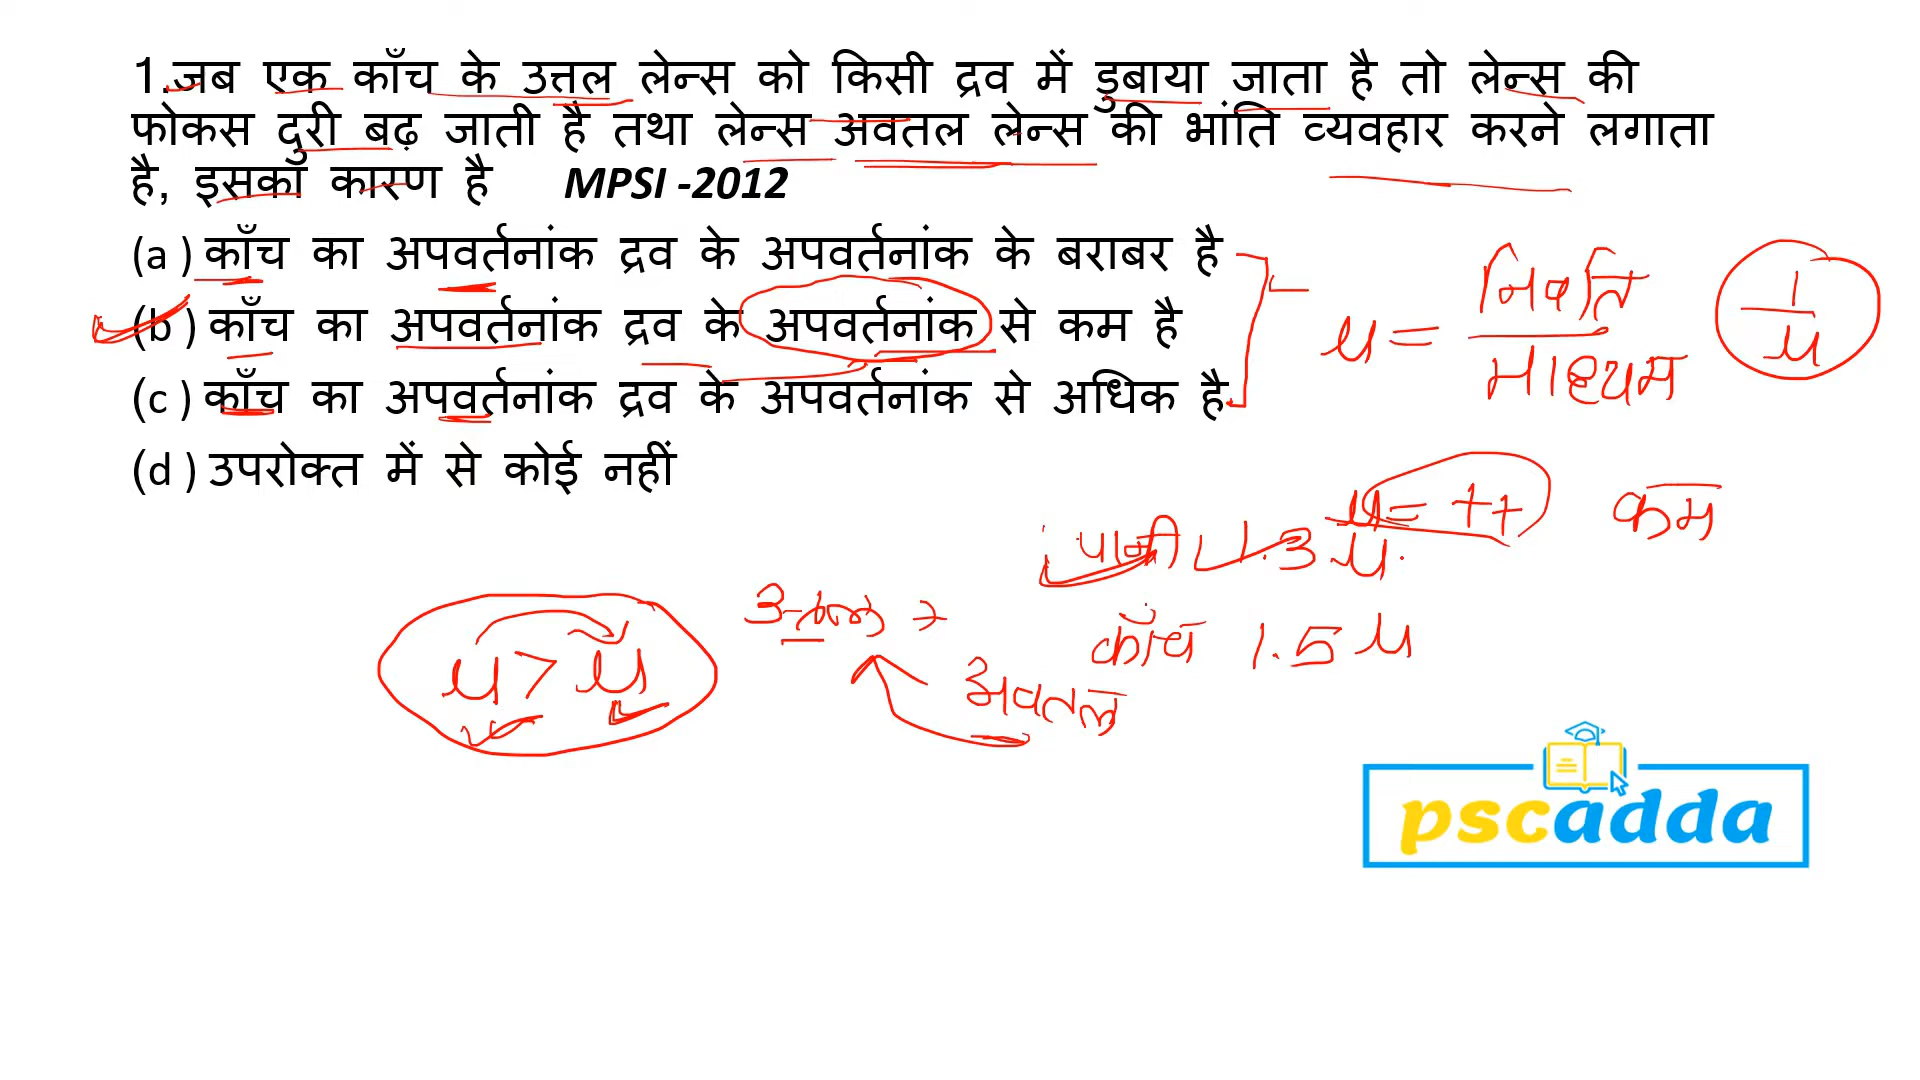 1.जब एक काँच के उत्तल लेन्स को किसी द्रव में डुबाया जाता है तो लेन्स की
फोकस दुरी बढ़ जाती है तथा लेन्स अवतल लेन्स की भांति व्यवहार करने लगाता
है, इसका कारण है MPSI -2012
(a ) काँच का अपवर्तनांक द्रव के अपवर्तनांक के बराबर है
(b ) काँच का अपवर्तनांक द्रव के अपवर्तनांक से कम है
(c ) काँच का अपवर्तनांक द्रव के अपवर्तनांक से अधिक है
(d ) उपरोक्त में से कोई नहीं
μ = निवति / माध्यम
1/μ
μ = ++ कम
पानी 1.3 μ
काँच 1.5 μ
μ > μ
अवतल
pscadda